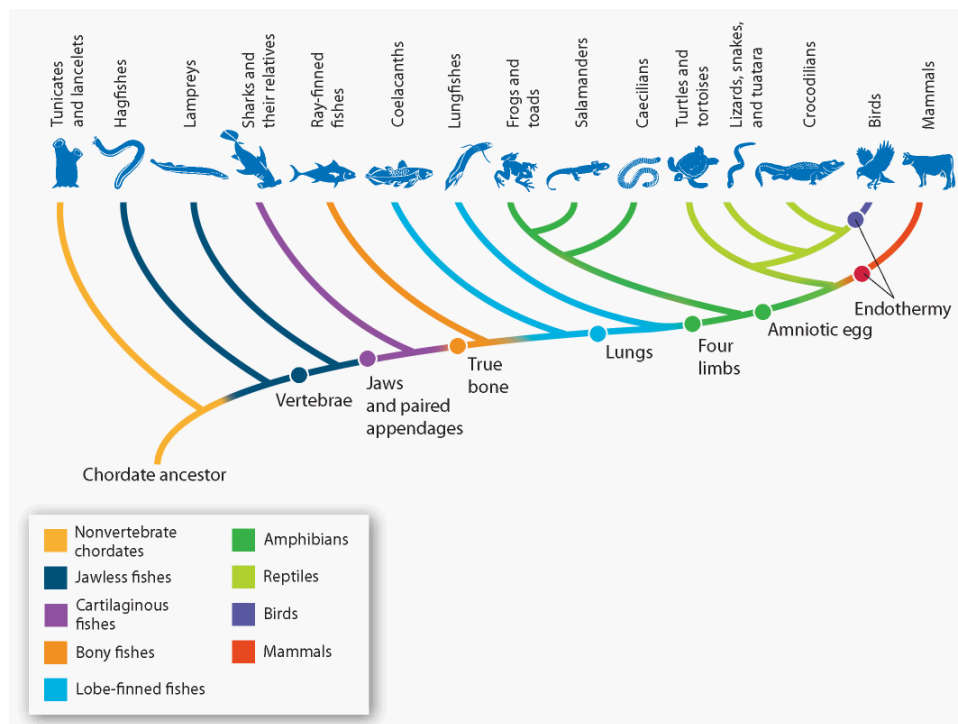 Tunicates
and lancelets
Hagfishes
Lampreys
Sharks and
their relatives
Ray-finned
fishes
Coelacanths
Lungfishes
Frogs and
toads
Salamanders
Caecilians
Turtles and
tortoises
Lizards, snakes,
and tuatara
Crocodilians
Birds
Mammals
Endothermy
Amniotic egg
Four
limbs
Lungs
True
bone
Jaws
and paired
appendages
Vertebrae
Chordate ancestor
Nonvertebrate
chordates
Jawless fishes
Cartilaginous
fishes
Bony fishes
Lobe-finned fishes
Amphibians
Reptiles
Birds
Mammals